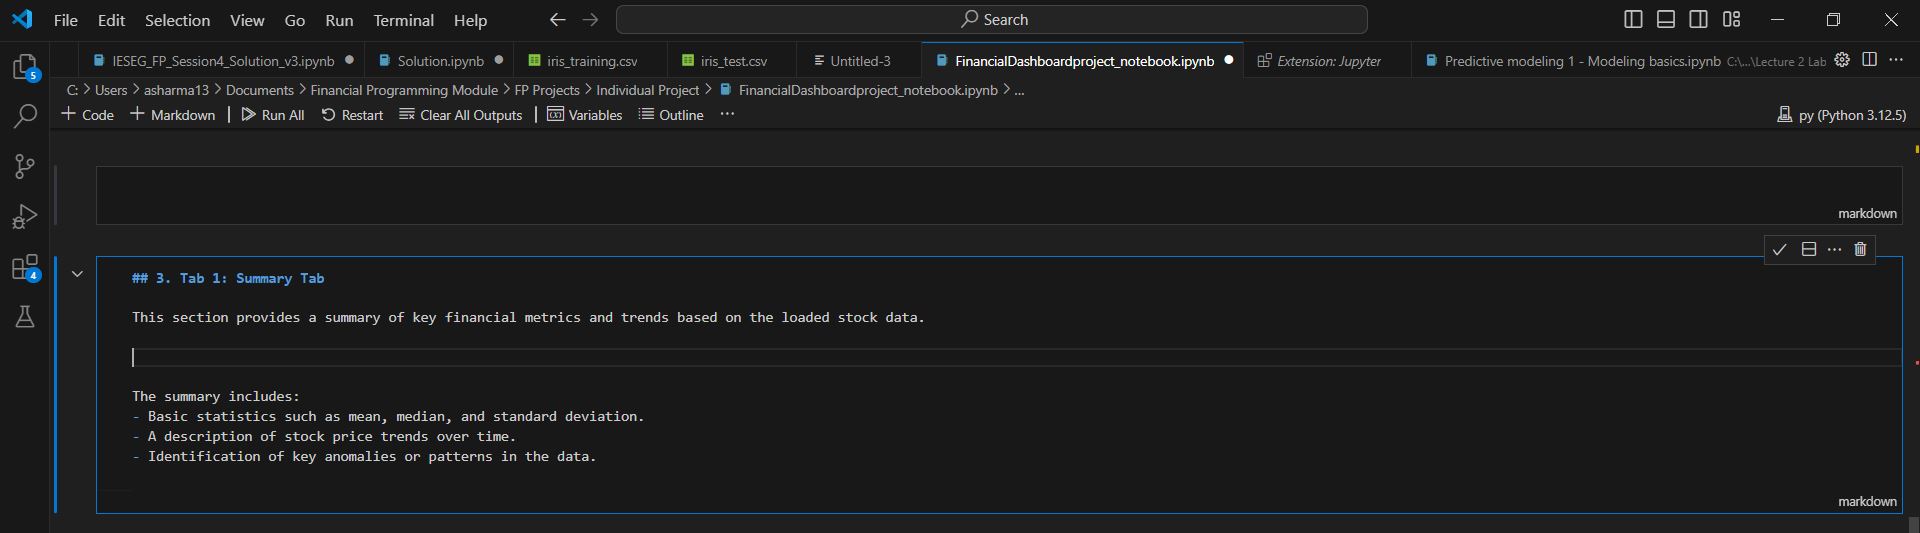 File Edit Selection View Go Run Terminal Help
Search
IESEG_FP_Session4_Solution_v3.ipynb
Solution.ipynb
iris_training.csv
iris_test.csv
Untitled-3
FinancialDashboardproject_notebook.ipynb
Extension: Jupyter
Predictive modeling 1 - Modeling basics.ipynb C:\...\Lecture 2 Lab
5
C: > Users > asharma13 > Documents > Financial Programming Module > FP Projects > Individual Project > FinancialDashboardproject_notebook.ipynb > ...
+ Code + Markdown | Run All Restart Clear All Outputs | Variables Outline ...
py (Python 3.12.5)
markdown
4
## 3. Tab 1: Summary Tab
This section provides a summary of key financial metrics and trends based on the loaded stock data.
The summary includes:
- Basic statistics such as mean, median, and standard deviation.
- A description of stock price trends over time.
- Identification of key anomalies or patterns in the data.
markdown